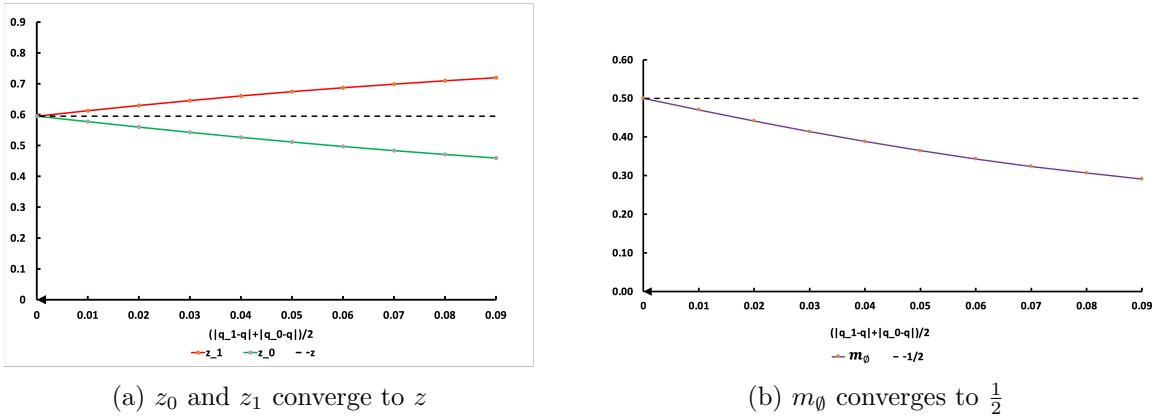 0.9
0.8
0.7
0.6
0.5
0.4
0.3
0.2
0.1
0
0 0.01 0.02 0.03 0.04 0.05 0.06 0.07 0.08 0.09
(|q_1-q|+|q_0-q|)/2
z_1 z_0 -z
(a) z₀ and z₁ converge to z
0.60
0.50
0.40
0.30
0.20
0.10
0.00
0 0.01 0.02 0.03 0.04 0.05 0.06 0.07 0.08 0.09
(|q_1-q|+|q_0-q|)/2
m_∅ -1/2
(b) m_∅ converges to 1/2